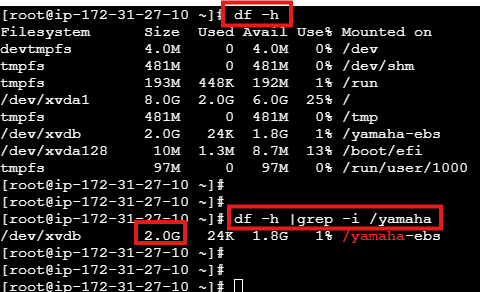 [root@ip-172-31-27-10 ~]# df -h
Filesystem Size Used Avail Use% Mounted on
devtmpfs 4.0M 0 4.0M 0% /dev
tmpfs 481M 0 481M 0% /dev/shm
tmpfs 193M 448K 192M 1% /run
/dev/xvda1 8.0G 2.0G 6.0G 25% /
tmpfs 481M 0 481M 0% /tmp
/dev/xvdb 2.0G 24K 1.8G 1% /yamaha-ebs
/dev/xvda128 10M 1.3M 8.7M 13% /boot/efi
tmpfs 97M 0 97M 0% /run/user/1000
[root@ip-172-31-27-10 ~]#
[root@ip-172-31-27-10 ~]# df -h |grep -i /yamaha
/dev/xvdb 2.0G 24K 1.8G 1% /yamaha-ebs
[root@ip-172-31-27-10 ~]#
[root@ip-172-31-27-10 ~]#
[root@ip-172-31-27-10 ~]#